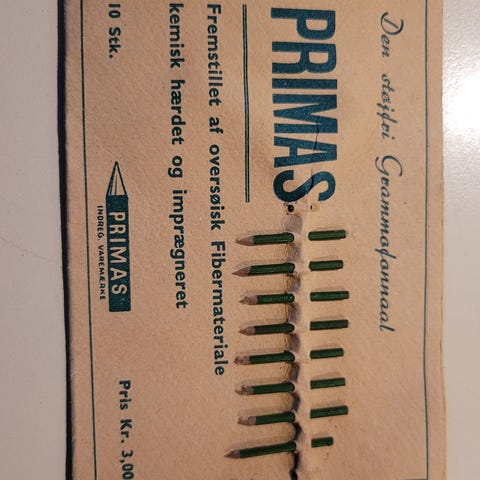 Den støjfri Grammofonnaal
PRIMAS
Fremstillet af oversøisk Fibermateriale
kemisk hærdet og imprægneret
10 Stk.
PRIMAS
INDREG. VAREMÆRKE
Pris Kr. 3,00